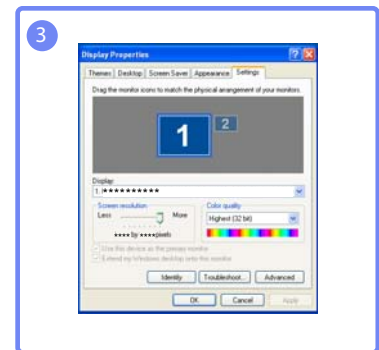 3
Display Properties
Themes Desktop Screen Saver Appearance Settings
Drag the monitor icons to match the physical arrangement of your monitors.
1 2
Display:
1. **********
Screen resolution Color quality
Less More Highest (32 bit)
**** by **** pixels
Use this device as the primary monitor
Extend my Windows desktop onto this monitor
Identify Troubleshoot... Advanced
OK Cancel Apply